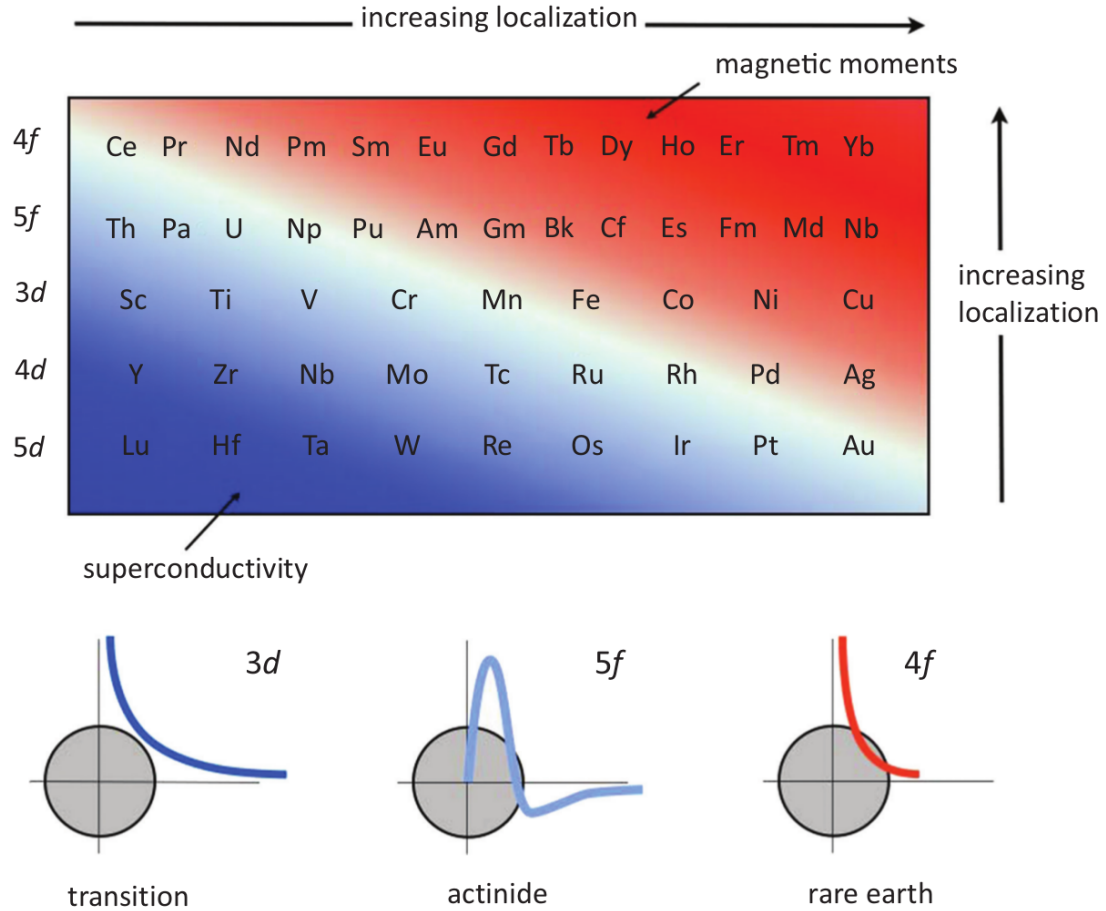 increasing localization
magnetic moments
4f Ce Pr Nd Pm Sm Eu Gd Tb Dy Ho Er Tm Yb
5f Th Pa U Np Pu Am Gm Bk Cf Es Fm Md Nb
increasing
localization
3d Sc Ti V Cr Mn Fe Co Ni Cu
4d Y Zr Nb Mo Tc Ru Rh Pd Ag
5d Lu Hf Ta W Re Os Ir Pt Au
superconductivity
3d
5f
4f
transition
actinide
rare earth